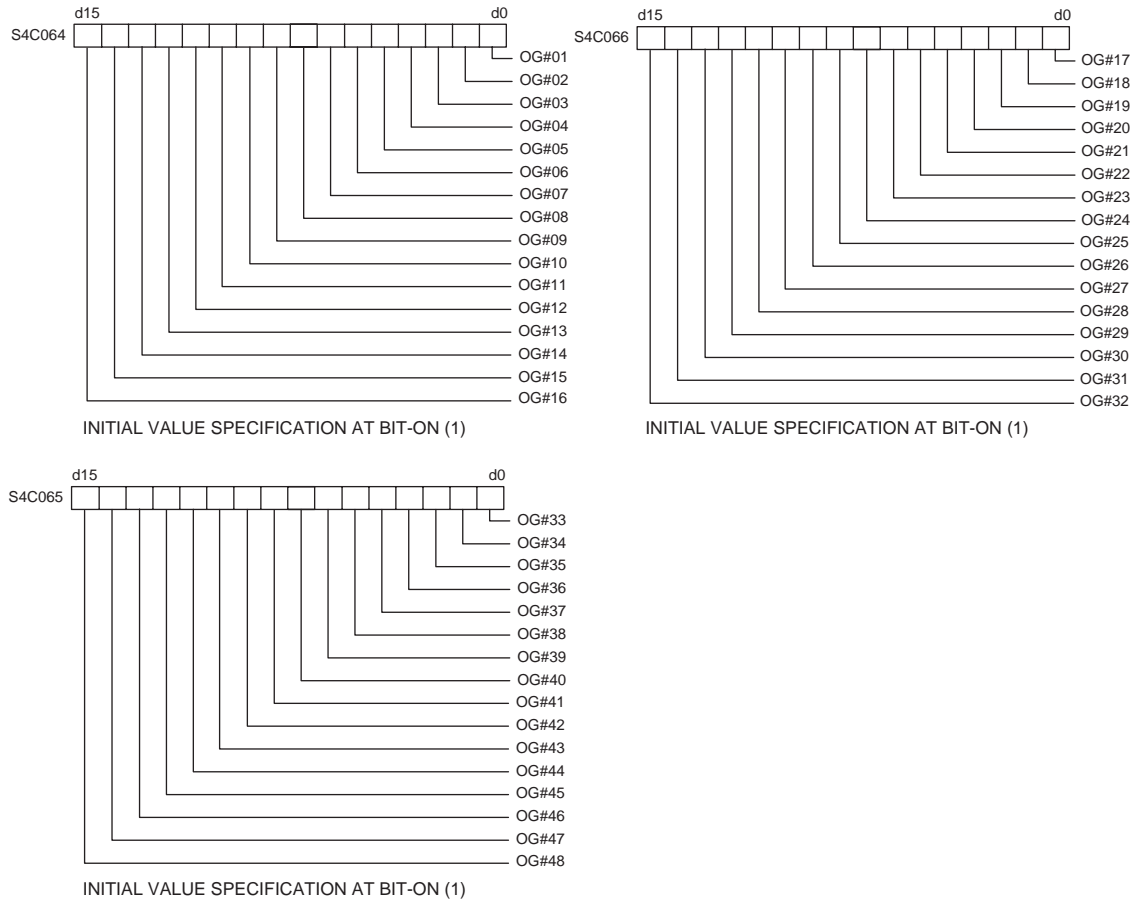 d15 d0
S4C064
OG#01
OG#02
OG#03
OG#04
OG#05
OG#06
OG#07
OG#08
OG#09
OG#10
OG#11
OG#12
OG#13
OG#14
OG#15
OG#16
INITIAL VALUE SPECIFICATION AT BIT-ON (1)
d15 d0
S4C066
OG#17
OG#18
OG#19
OG#20
OG#21
OG#22
OG#23
OG#24
OG#25
OG#26
OG#27
OG#28
OG#29
OG#30
OG#31
OG#32
INITIAL VALUE SPECIFICATION AT BIT-ON (1)
d15 d0
S4C065
OG#33
OG#34
OG#35
OG#36
OG#37
OG#38
OG#39
OG#40
OG#41
OG#42
OG#43
OG#44
OG#45
OG#46
OG#47
OG#48
INITIAL VALUE SPECIFICATION AT BIT-ON (1)